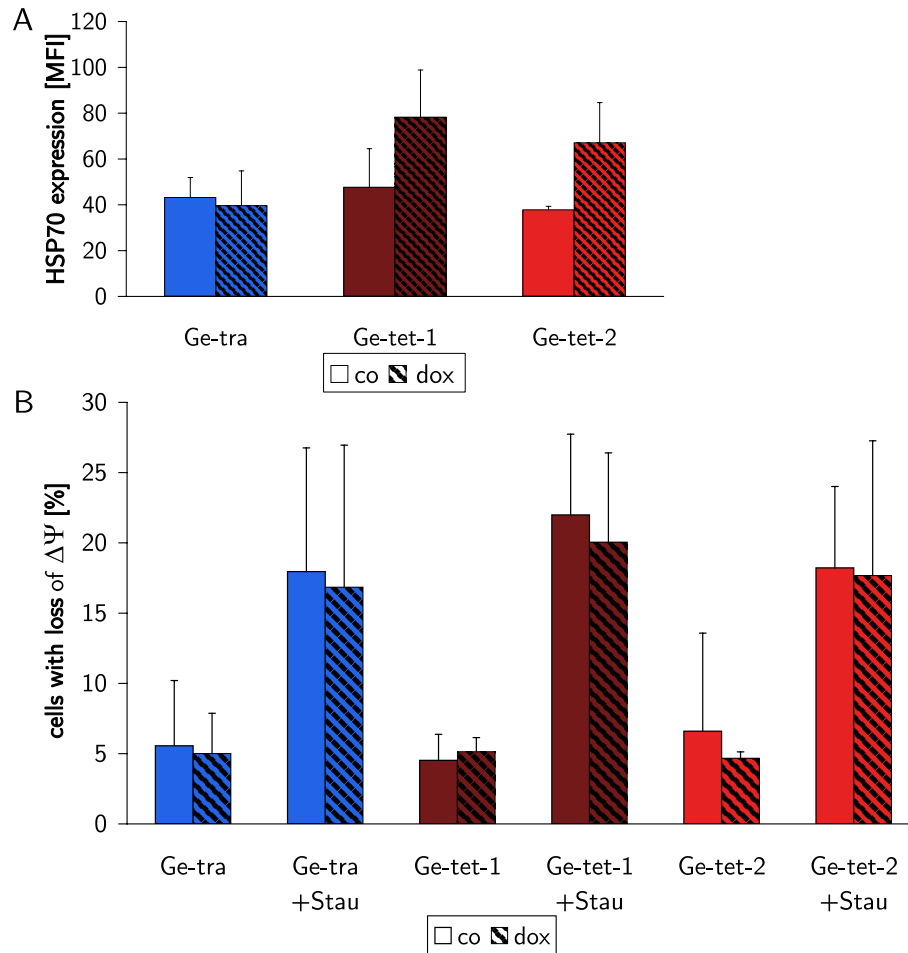 A
HSP70 expression [MFI]
120
100
80
60
40
20
0
Ge-tra Ge-tet-1 Ge-tet-2
co dox
B
cells with loss of ΔΨ [%]
30
25
20
15
10
5
0
Ge-tra Ge-tra Ge-tet-1 Ge-tet-1 Ge-tet-2 Ge-tet-2
+Stau +Stau +Stau
co dox